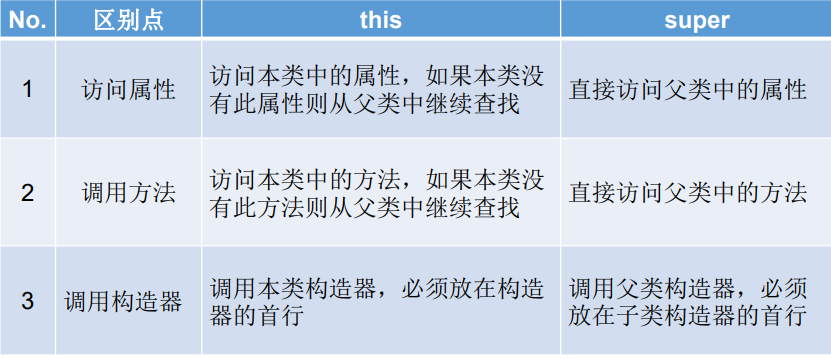 No. 区别点 this super
1 访问属性 访问本类中的属性，如果本类没有此属性则从父类中继续查找 直接访问父类中的属性
2 调用方法 访问本类中的方法，如果本类没有此方法则从父类中继续查找 直接访问父类中的方法
3 调用构造器 调用本类构造器，必须放在构造器的首行 调用父类构造器，必须放在子类构造器的首行